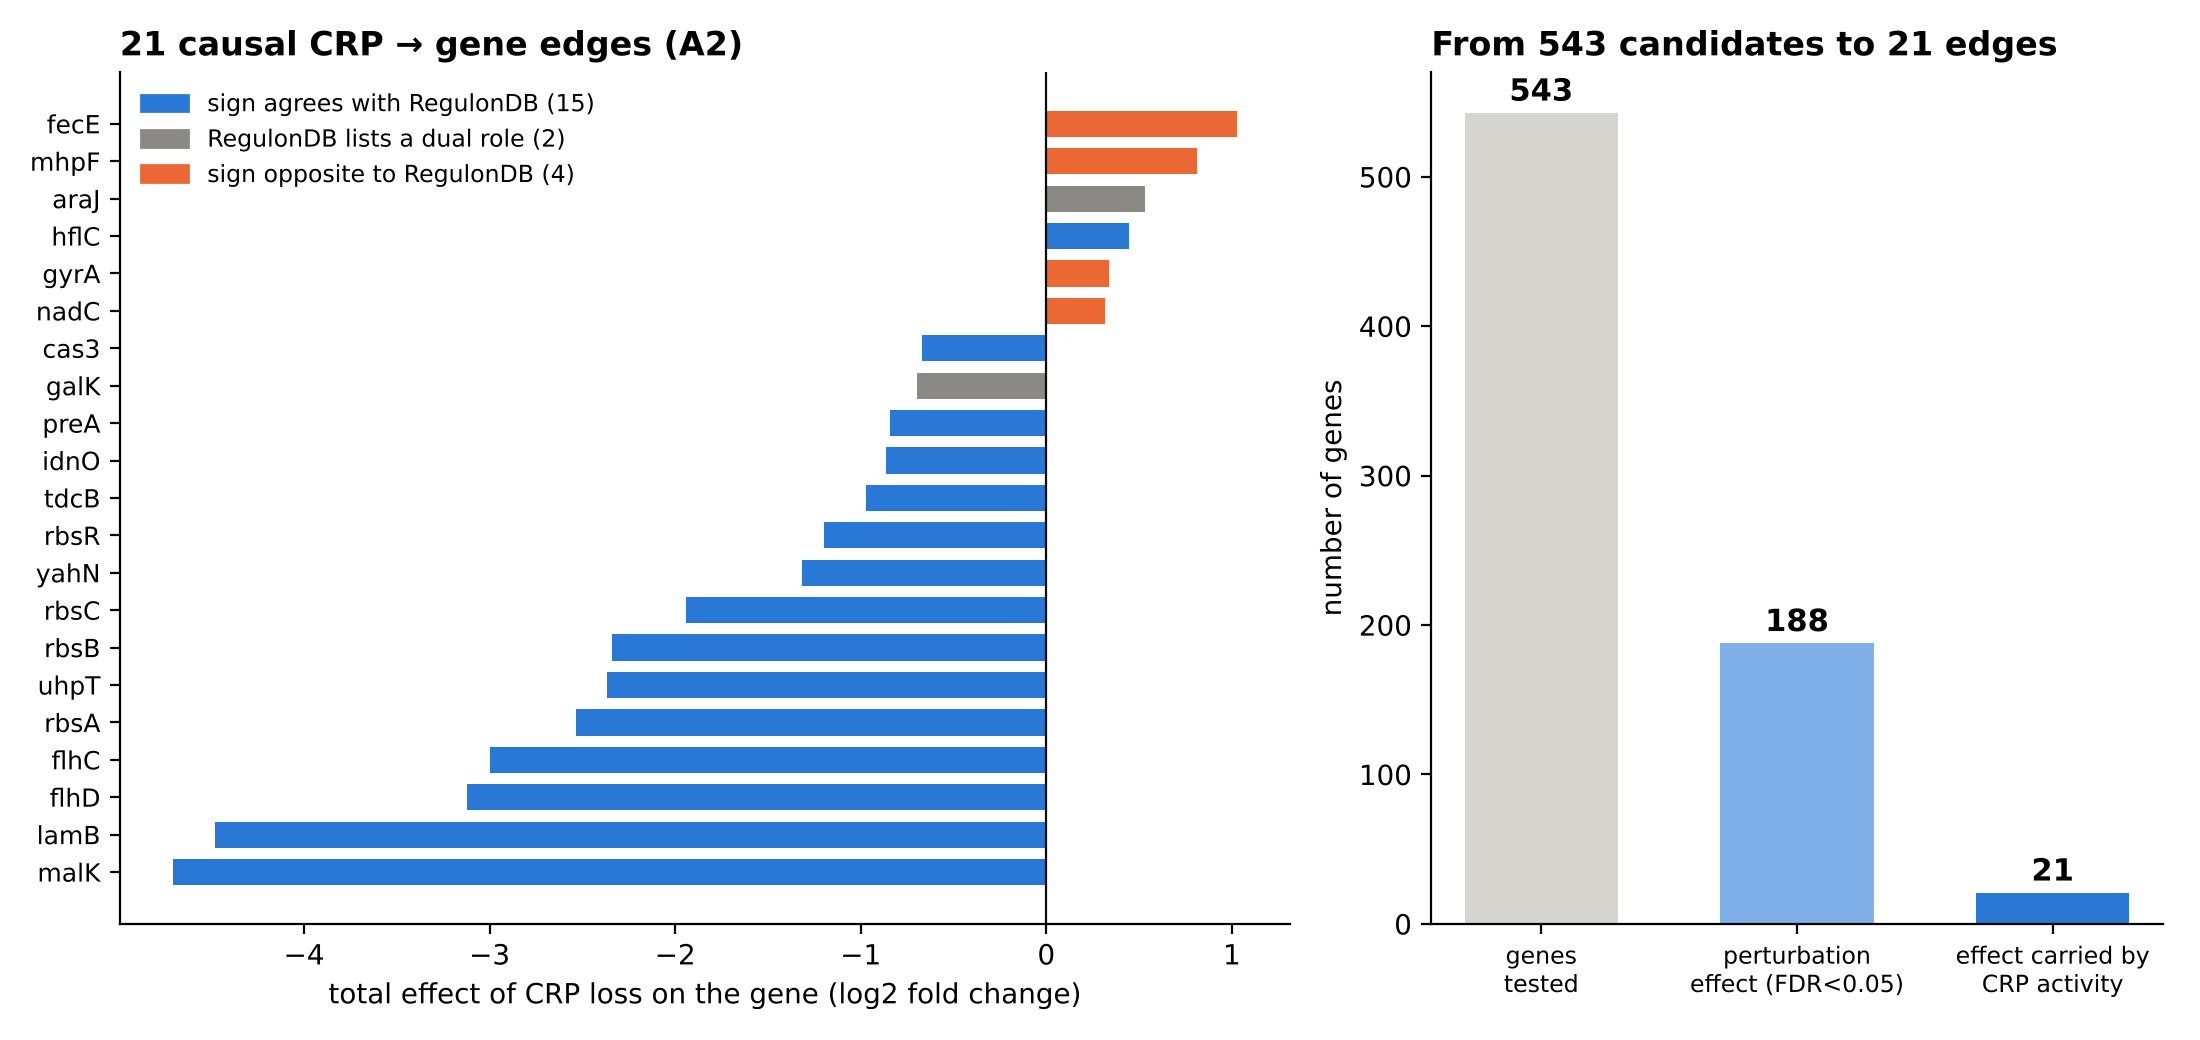 21 causal CRP → gene edges (A2)
sign agrees with RegulonDB (15)
RegulonDB lists a dual role (2)
sign opposite to RegulonDB (4)
fecE
mhpF
araJ
hflC
gyrA
nadC
cas3
galK
preA
idnO
tdcB
rbsR
yahN
rbsC
rbsB
uhpT
rbsA
flhC
flhD
lamB
malK
−4
−3
−2
−1
0
1
total effect of CRP loss on the gene (log2 fold change)
From 543 candidates to 21 edges
number of genes
500
400
300
200
100
0
543
188
21
genes
tested
perturbation
effect (FDR<0.05)
effect carried by
CRP activity